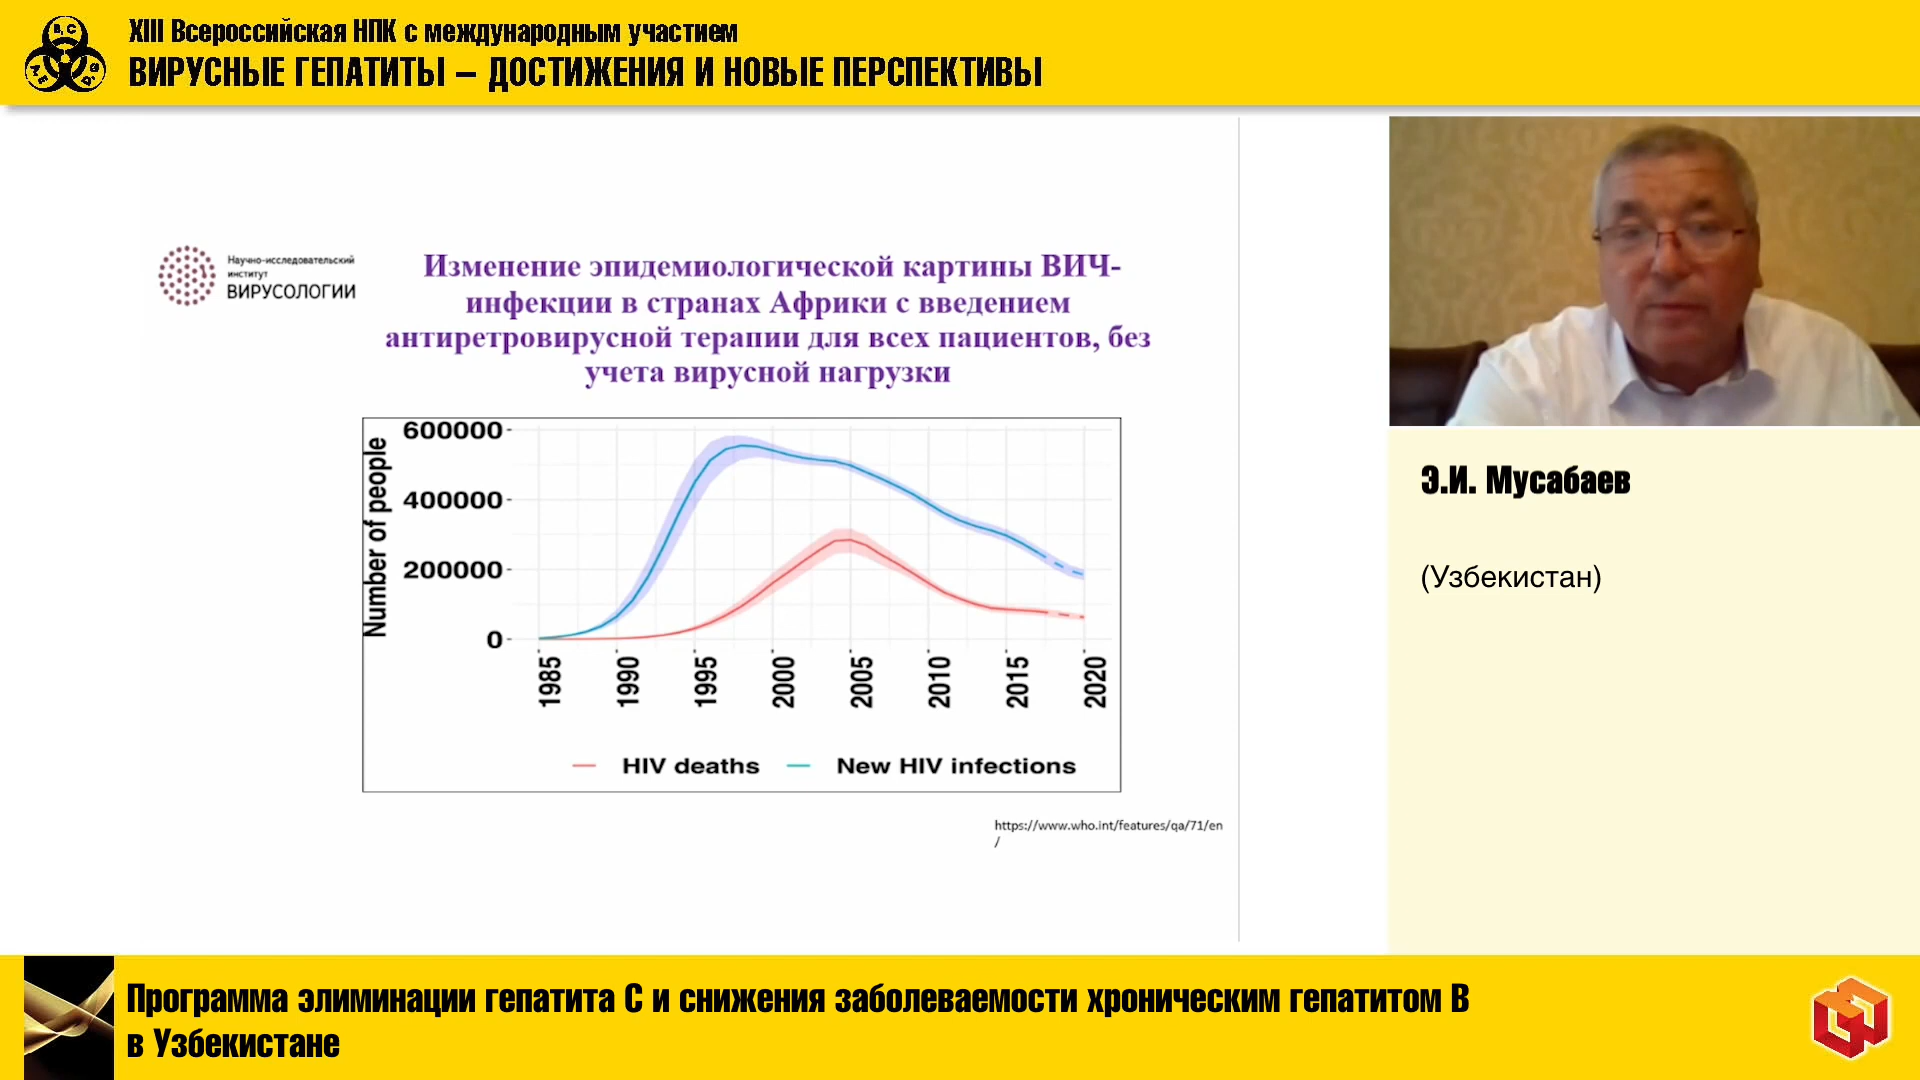 XIII Всероссийская НПК с международным участием
ВИРУСНЫЕ ГЕПАТИТЫ – ДОСТИЖЕНИЯ И НОВЫЕ ПЕРСПЕКТИВЫ
Научно-исследовательский
институт
ВИРУСОЛОГИИ
Изменение эпидемиологической картины ВИЧ-
инфекции в странах Африки с введением
антиретровирусной терапии для всех пациентов, без
учета вирусной нагрузки
Number of people
600000
400000
200000
0
1985 1990 1995 2000 2005 2010 2015 2020
HIV deaths New HIV infections
https://www.who.int/features/qa/71/en
/
Э.И. Мусабаев
(Узбекистан)
Программа элиминации гепатита С и снижения заболеваемости хроническим гепатитом В
в Узбекистане